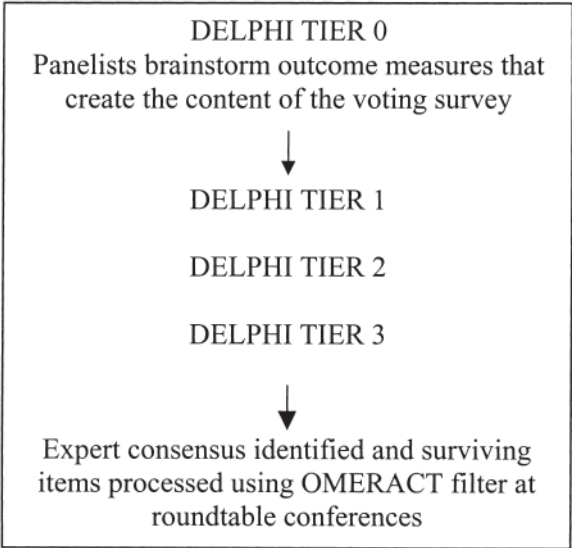 DELPHI TIER 0
Panelists brainstorm outcome measures that
create the content of the voting survey
DELPHI TIER 1
DELPHI TIER 2
DELPHI TIER 3
Expert consensus identified and surviving
items processed using OMERACT filter at
roundtable conferences